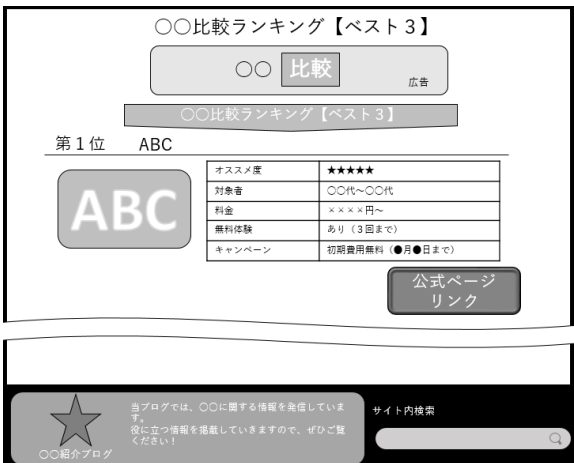 ○○比較ランキング【ベスト３】
○○ 比較
広告
○○比較ランキング【ベスト３】
第１位 ABC
ABC
オススメ度 ★★★★★
対象者 ○○代～○○代
料金 ××××円～
無料体験 あり（３回まで）
キャンペーン 初期費用無料（●月●日まで）
公式ページ
リンク
当ブログでは、○○に関する情報を発信していま
す。
役に立つ情報を掲載していきますので、ぜひご覧
ください！
○○紹介ブログ
サイト内検索